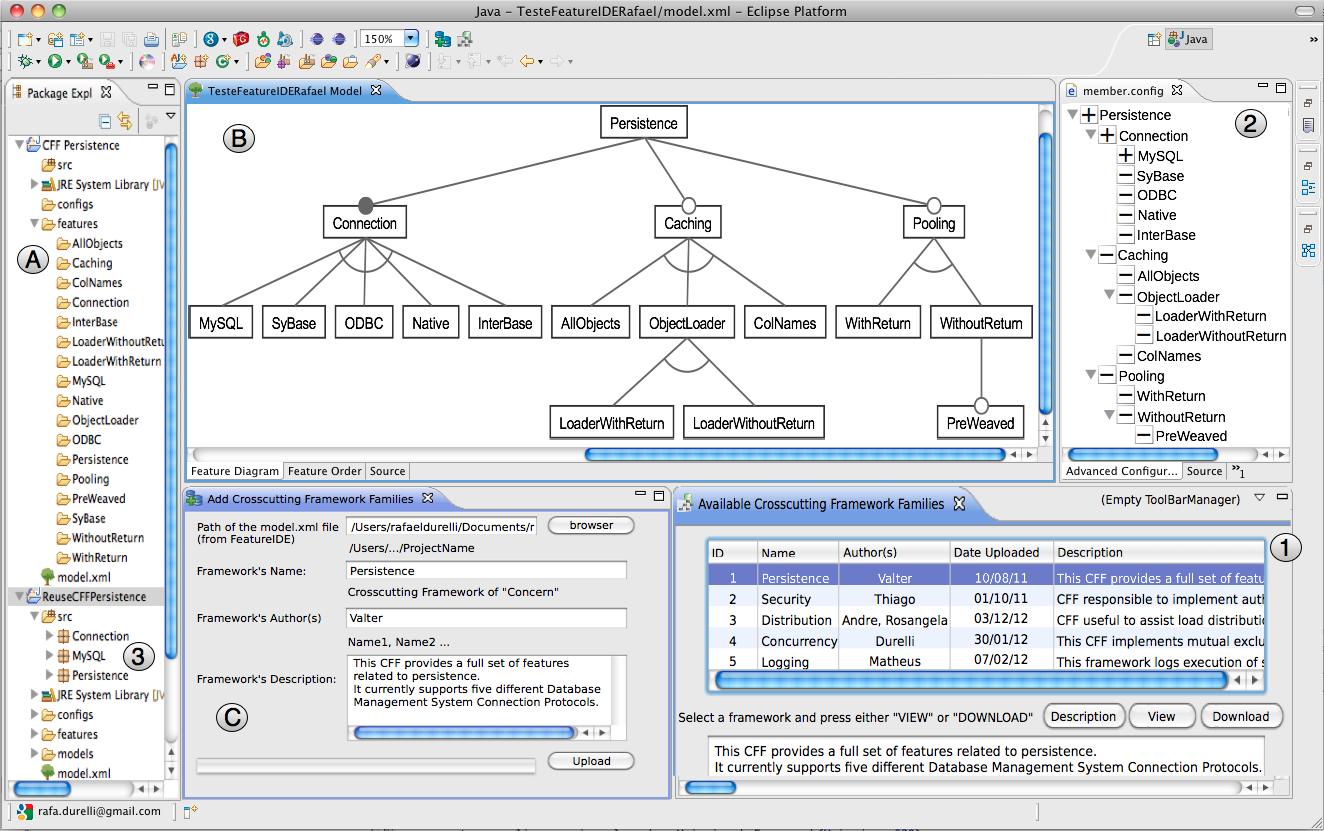 Java – TesteFeatureIDERafael/model.xml – Eclipse Platform
150%
Java
»
Package Expl
CFF Persistence
src
JRE System Library [JV
configs
features
AllObjects
A
Caching
ColNames
Connection
InterBase
LoaderWithoutRetu
LoaderWithReturn
MySQL
Native
ObjectLoader
ODBC
Persistence
Pooling
PreWeaved
SyBase
WithoutReturn
WithReturn
model.xml
ReuseCFFPersistence
src
Connection
MySQL
3
Persistence
JRE System Library [JV
configs
features
models
model.xml
TesteFeatureIDERafael Model
B
Persistence
Connection
Caching
Pooling
MySQL
SyBase
ODBC
Native
InterBase
AllObjects
ObjectLoader
ColNames
WithReturn
WithoutReturn
LoaderWithReturn
LoaderWithoutReturn
PreWeaved
Feature Diagram
Feature Order
Source
member.config
2
Persistence
Connection
MySQL
SyBase
ODBC
Native
InterBase
Caching
AllObjects
ObjectLoader
LoaderWithReturn
LoaderWithoutReturn
ColNames
Pooling
WithReturn
WithoutReturn
PreWeaved
Advanced Configur...
Source
»1
Add Crosscutting Framework Families
Path of the model.xml file
(from FeatureIDE)
/Users/rafaeldurelli/Documents/r
browser
/Users/.../ProjectName
Framework's Name:
Persistence
Crosscutting Framework of "Concern"
Framework's Author(s)
Valter
Name1, Name2 ...
Framework's Description:
This CFF provides a full set of features
related to persistence.
It currently supports five different Database
Management System Connection Protocols.
C
Upload
Available Crosscutting Framework Families
(Empty ToolBarManager)
1
ID Name Author(s) Date Uploaded Description
1 Persistence Valter 10/08/11 This CFF provides a full set of featu
2 Security Thiago 01/10/11 CFF responsible to implement auth
3 Distribution Andre, Rosangela 03/12/12 CFF useful to assist load distributio
4 Concurrency Durelli 30/01/12 This CFF implements mutual exclu
5 Logging Matheus 07/02/12 This framework logs execution of s
Select a framework and press either "VIEW" or "DOWNLOAD"
Description
View
Download
This CFF provides a full set of features related to persistence.
It currently supports five different Database Management System Connection Protocols.
rafa.durelli@gmail.com